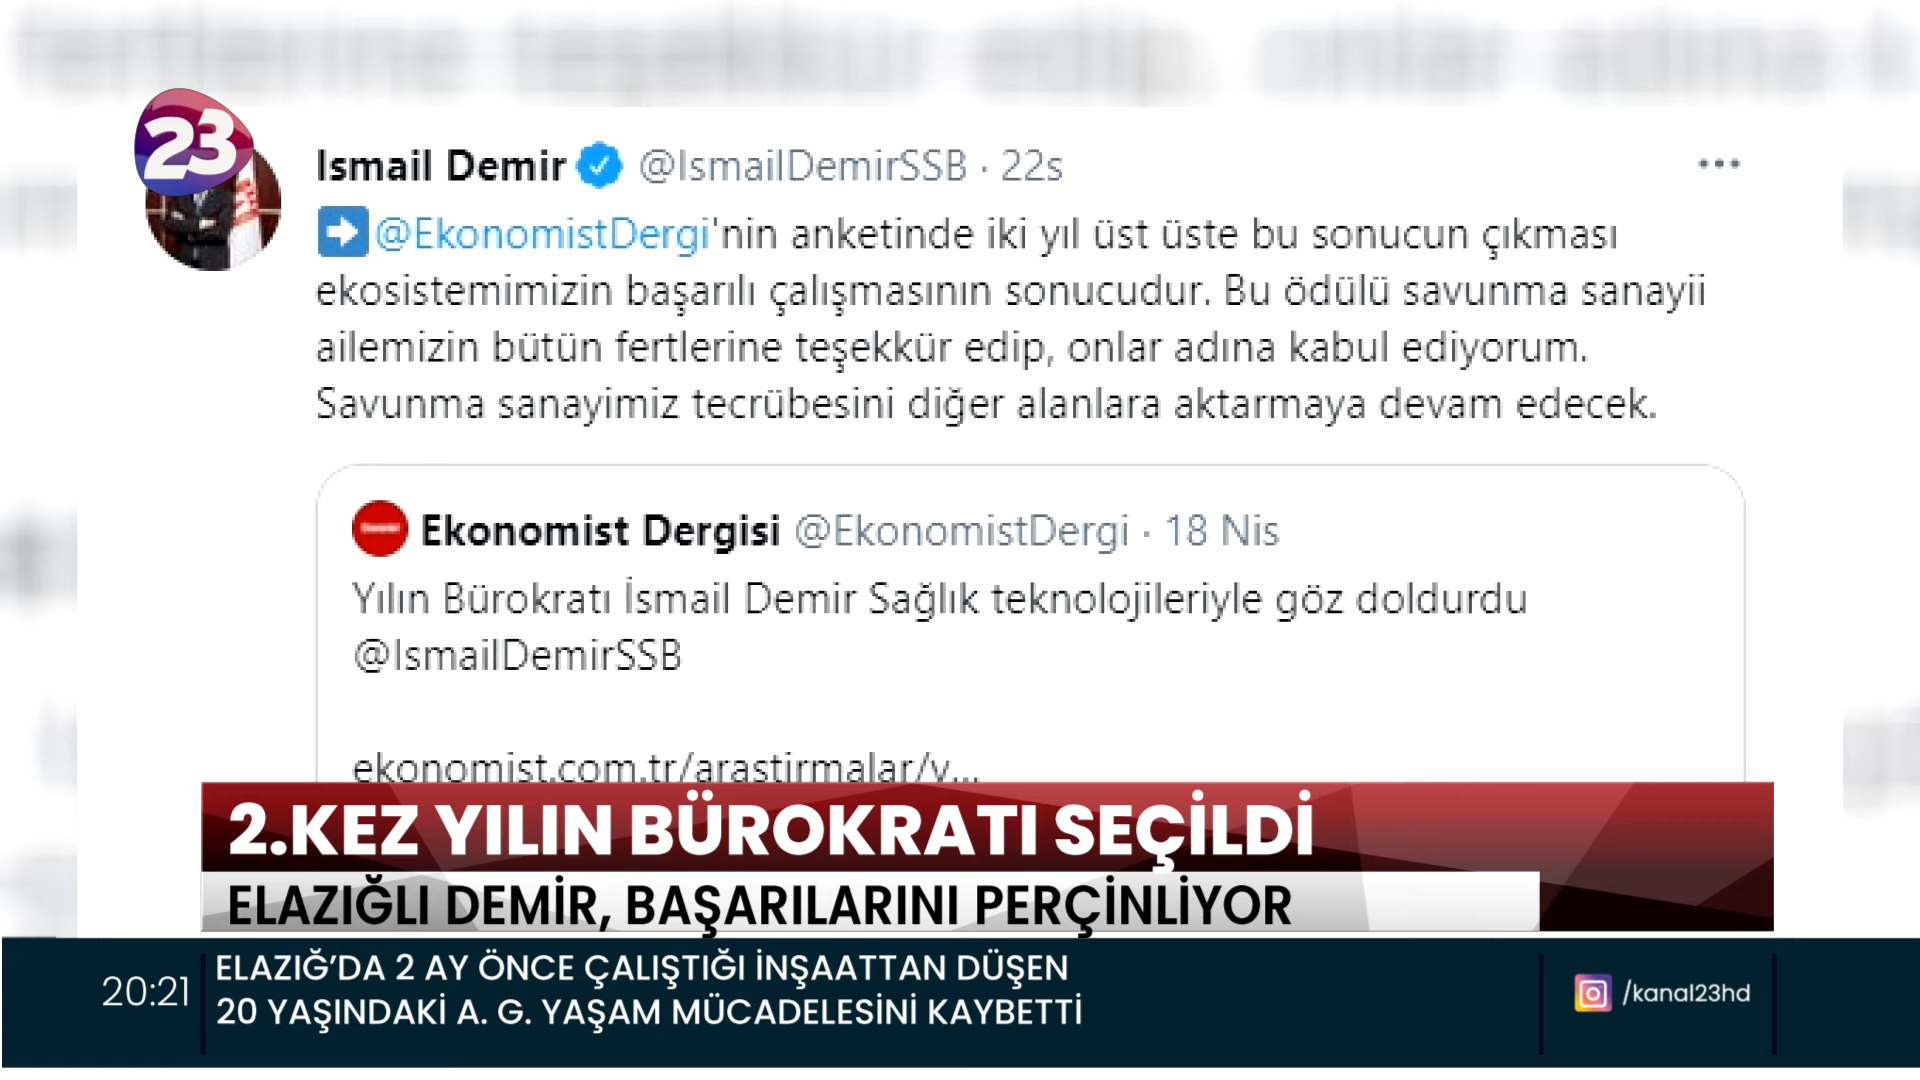 23
Ismail Demir @IsmailDemirSSB · 22s
@EkonomistDergi'nin anketinde iki yıl üst üste bu sonucun çıkması
ekosistemimizin başarılı çalışmasının sonucudur. Bu ödülü savunma sanayii
ailemizin bütün fertlerine teşekkür edip, onlar adına kabul ediyorum.
Savunma sanayimiz tecrübesini diğer alanlara aktarmaya devam edecek.
Ekonomist Dergisi @EkonomistDergi · 18 Nis
Yılın Bürokratı İsmail Demir Sağlık teknolojileriyle göz doldurdu
@IsmailDemirSSB
ekonomist.com.tr/arastirmalar/y...
2.KEZ YILIN BÜROKRATI SEÇİLDİ
ELAZIĞLI DEMİR, BAŞARILARINI PERÇİNLİYOR
20:21
ELAZIĞ’DA 2 AY ÖNCE ÇALIŞTIĞI İNŞAATTAN DÜŞEN
20 YAŞINDAKİ A. G. YAŞAM MÜCADELESİNİ KAYBETTİ
/kanal23hd